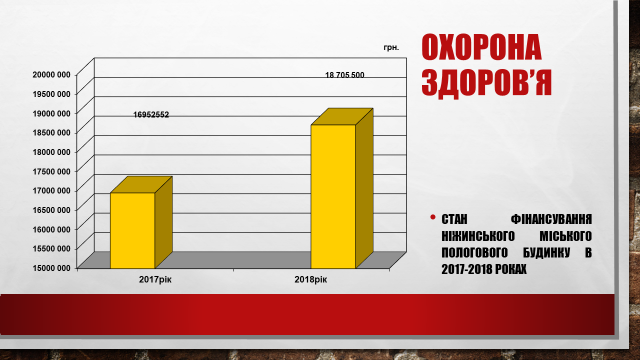 ОХОРОНА
ЗДОРОВ’Я
грн.
20000 000
19500 000
19000 000
18500 000
18000 000
17500 000
17000 000
16500 000
16000 000
15500 000
15000 000
16952552
18 705 500
2017рік
2018рік
• СТАН ФІНАНСУВАННЯ
НІЖИНСЬКОГО МІСЬКОГО
ПОЛОГОВОГО БУДИНКУ В
2017-2018 РОКАХ